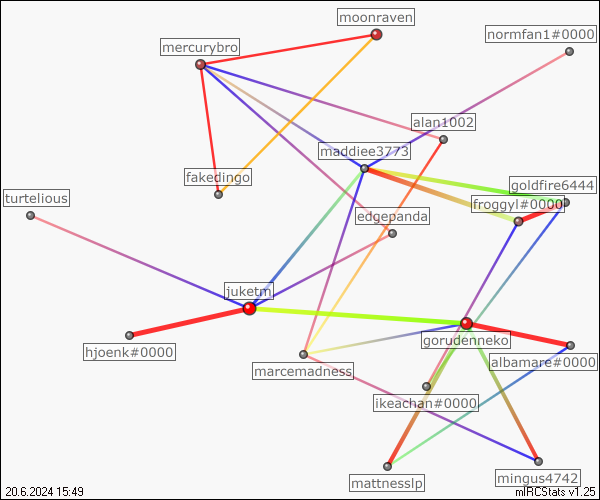 moonraven
normfan1#0000
mercurybro
alan1002
maddiee3773
fakedingo
goldfire6444
turtelious
froggyl#0000
edgepanda
juketm
gorudenneko
hjoenk#0000
albamare#0000
marcemadness
ikeachan#0000
mattnesslp
mingus4742
20.6.2024 15:49
mIRCStats v1.25